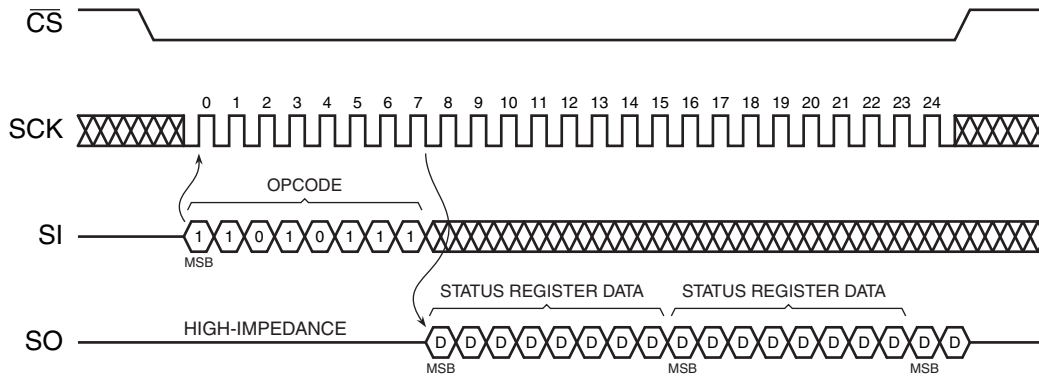 CS
0 1 2 3 4 5 6 7 8 9 10 11 12 13 14 15 16 17 18 19 20 21 22 23 24
SCK
OPCODE
SI 1 1 0 1 0 1 1 1
MSB
STATUS REGISTER DATA STATUS REGISTER DATA
HIGH-IMPEDANCE
SO D D D D D D D D D D D D D D D D D D
MSB MSB MSB